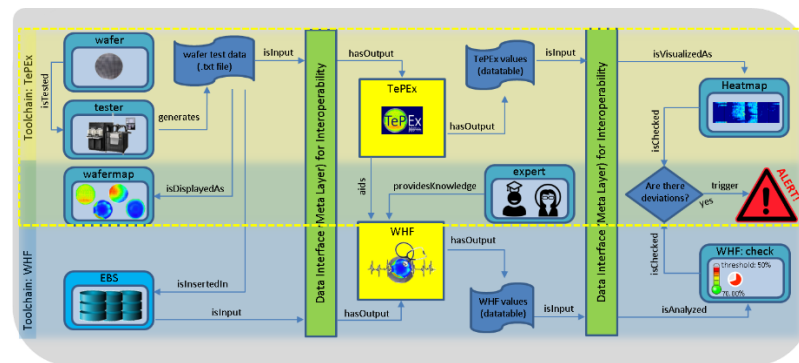 Toolchain: TePEx
wafer
isTested
tester
generates
wafer test data
(.txt file)
isInput
wafermap
isDisplayedAs
Data Interface (Meta Layer) for Interoperability
hasOutput
TePEx
TePEx
hasOutput
TePEx values
(datatable)
isInput
aids
providesKnowledge
expert
Data Interface (Meta Layer) for Interoperability
isVisualizedAs
Heatmap
isChecked
Are there
deviations?
trigger
yes
ALERT!
Toolchain: WHF
EBS
isInsertedIn
isInput
hasOutput
WHF
hasOutput
WHF values
(datatable)
isInput
isChecked
WHF: check
threshold: 50%
76.80%
isAnalyzed